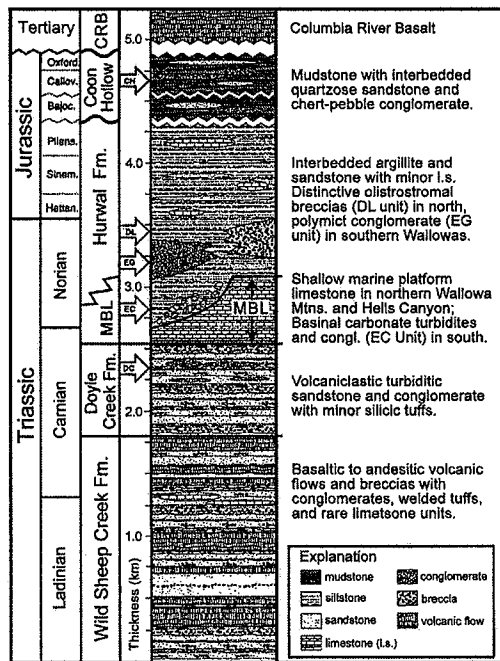 Tertiary
CRB
5.0
Columbia River Basalt
Jurassic
Oxford.
Callov.
Bajoc.
Coon
Hollow
CH
Mudstone with interbedded
quartzose sandstone and
chert-pebble conglomerate.
Pliens.
Sinem.
Hettan.
Hurwal Fm.
4.0
Interbedded argillite and
sandstone with minor l.s.
Distinctive olistrostromal
breccias (DL unit) in north,
polymict conglomerate (EG
unit) in southern Wallowas.
Triassic
Norian
MBL
3.0
EC
MBL
Shallow marine platform
limestone in northern Wallowa
Mtns. and Hells Canyon;
Basinal carbonate turbidites
and congl. (EC Unit) in south.
Carnian
Doyle
Creek Fm.
DC
2.0
Volcaniclastic turbiditic
sandstone and conglomerate
with minor silicic tuffs.
Ladinian
Wild Sheep Creek Fm.
1.0
Thickness (km)
Basaltic to andesitic volcanic
flows and breccias with
conglomerates, welded tuffs,
and rare limetsone units.
Explanation
mudstone
siltstone
sandstone
limestone (l.s.)
conglomerate
breccia
volcanic flow